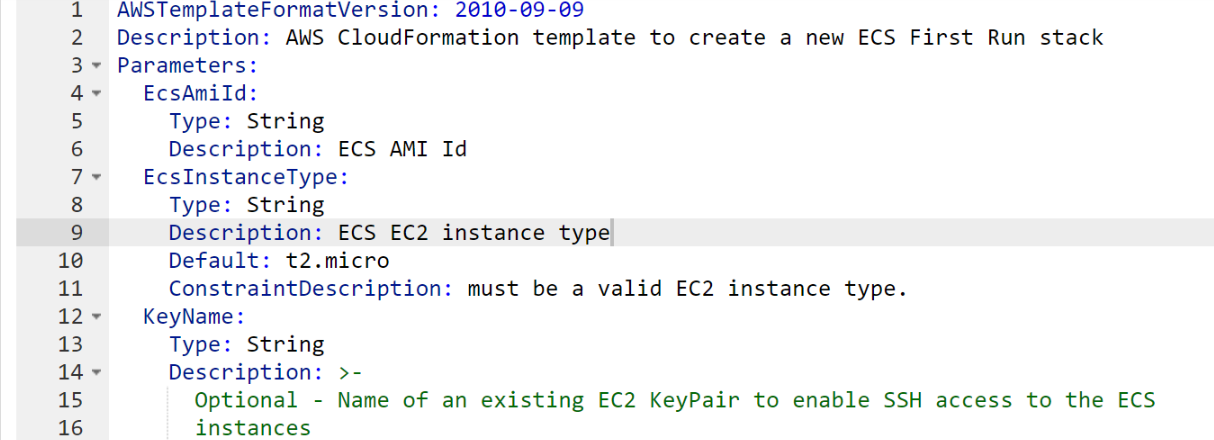 1 AWSTemplateFormatVersion: 2010-09-09
2 Description: AWS CloudFormation template to create a new ECS First Run stack
3 Parameters:
4   EcsAmiId:
5     Type: String
6     Description: ECS AMI Id
7   EcsInstanceType:
8     Type: String
9     Description: ECS EC2 instance type
10     Default: t2.micro
11     ConstraintDescription: must be a valid EC2 instance type.
12   KeyName:
13     Type: String
14     Description: >-
15       Optional - Name of an existing EC2 KeyPair to enable SSH access to the ECS
16       instances